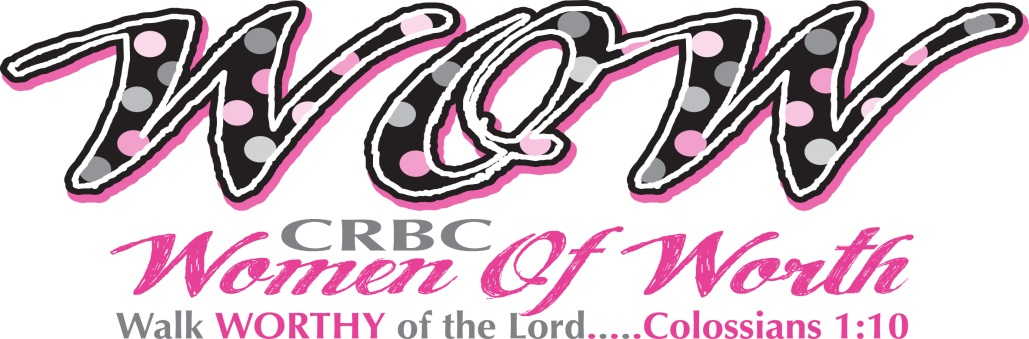 WOW
CRBC
Women Of Worth
Walk WORTHY of the Lord.....Colossians 1:10